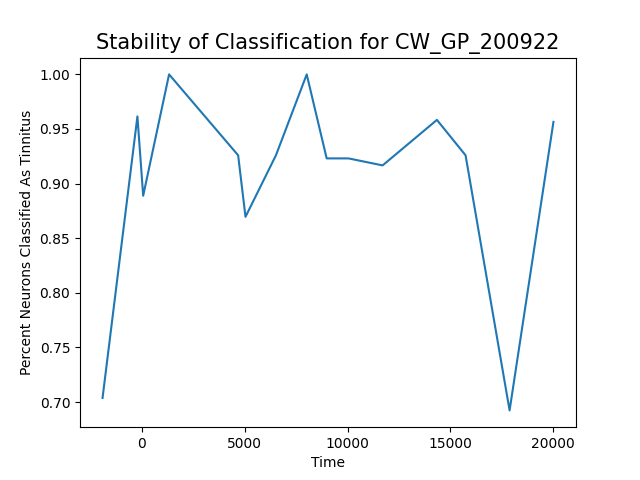 Stability of Classification for CW_GP_200922
Percent Neurons Classified As Tinnitus
1.00
0.95
0.90
0.85
0.80
0.75
0.70
0 5000 10000 15000 20000
Time